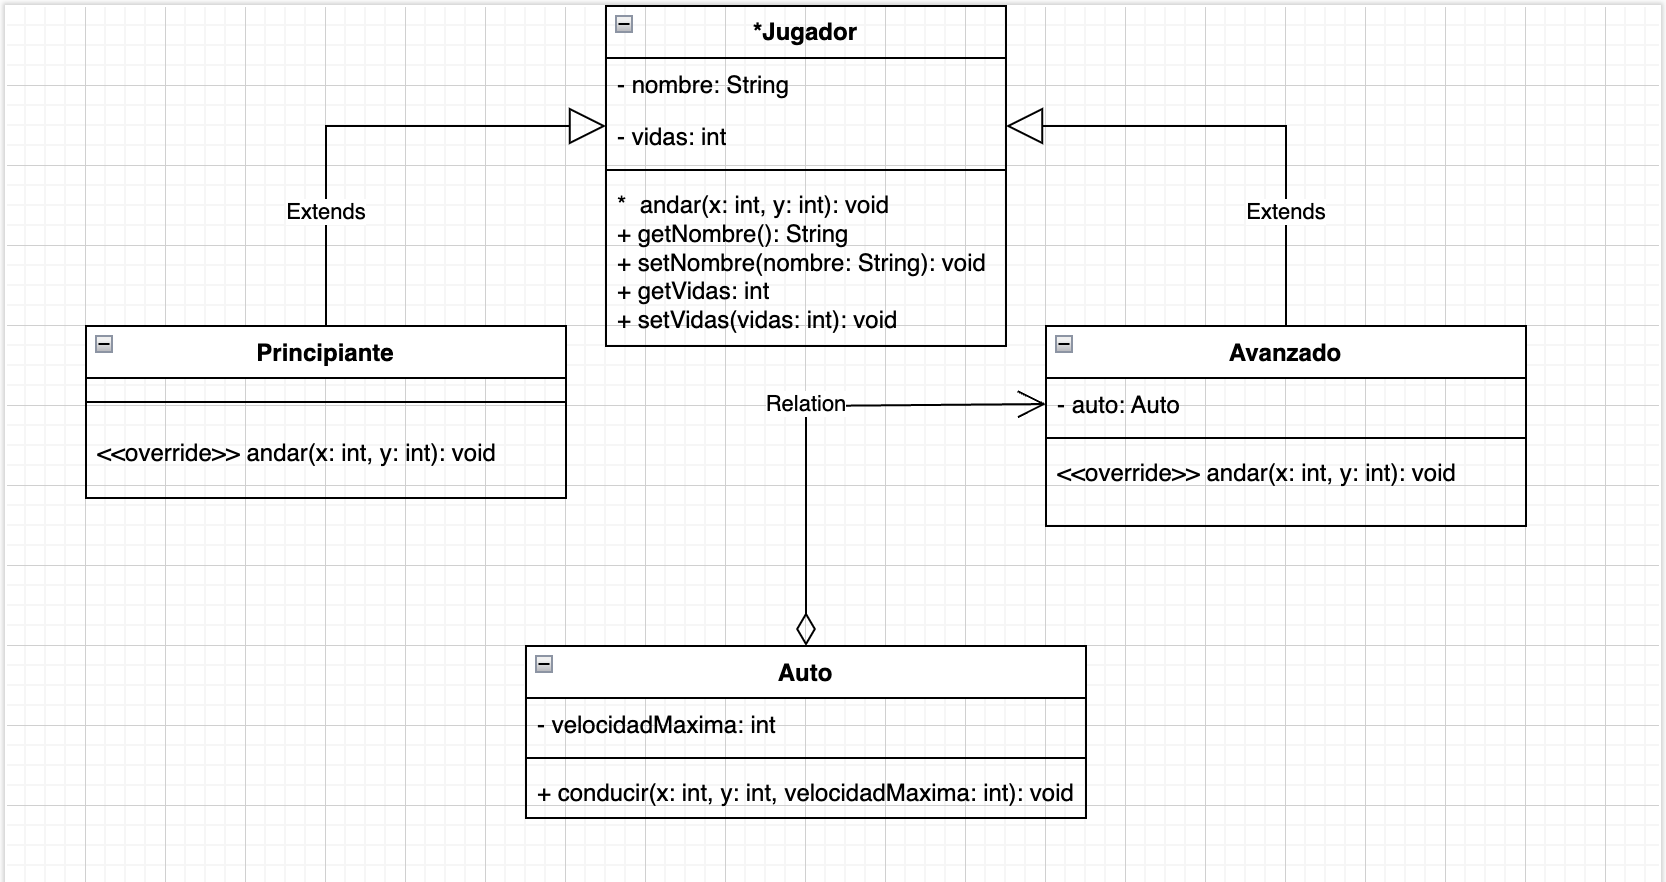 *Jugador
- nombre: String
- vidas: int
* andar(x: int, y: int): void
+ getNombre(): String
+ setNombre(nombre: String): void
+ getVidas: int
+ setVidas(vidas: int): void
Extends
Extends
Principiante
<<override>> andar(x: int, y: int): void
Avanzado
- auto: Auto
<<override>> andar(x: int, y: int): void
Relation
Auto
- velocidadMaxima: int
+ conducir(x: int, y: int, velocidadMaxima: int): void